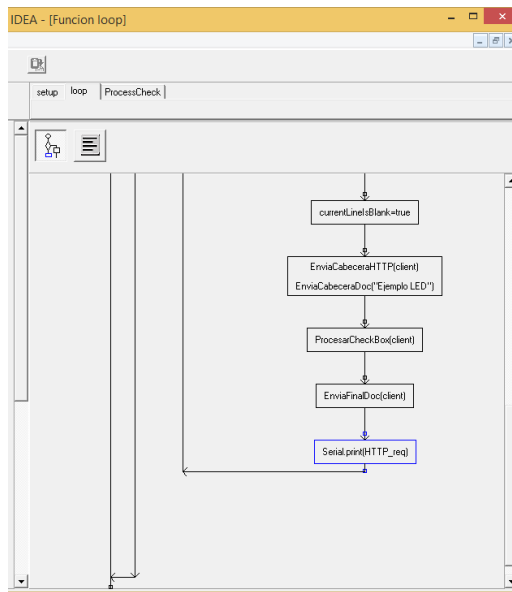 IDEA - [Funcion loop]
setup loop ProcessCheck
currentLineIsBlank=true
EnviaCabeceraHTTP(client)
EnviaCabeceraDoc("Ejemplo LED")
ProcesarCheckBox(client)
EnviaFinalDoc(client)
Serial.print(HTTP_req)